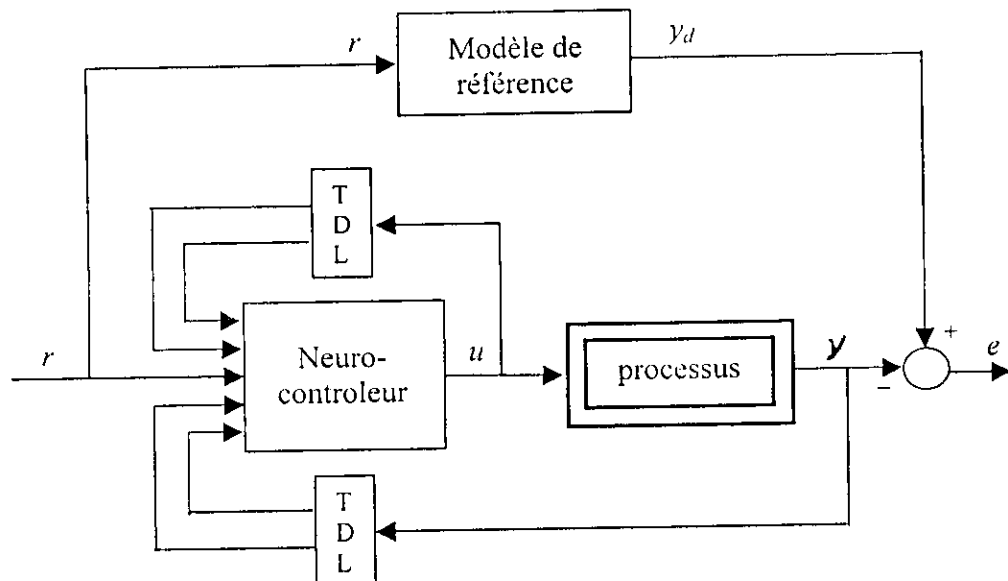 r
Modèle de
référence
y_d
T
D
L
r
Neuro-
controleur
u
processus
y
+
−
e
T
D
L